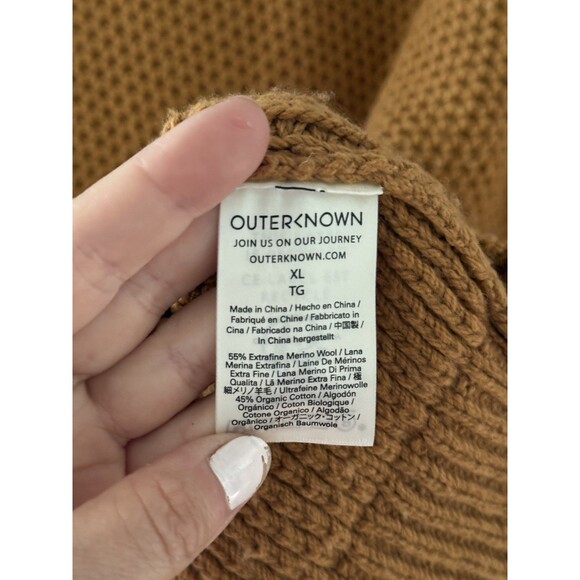 OUTERKNOWN
JOIN US ON OUR JOURNEY
OUTERKNOWN.COM
XL
TG
Made in China / Hecho en China /
Fabriqué en Chine / Fabbricato in
Cina / Fabricado na China / 中国製 /
In China hergestellt
55% Extrafine Merino Wool / Lana
Merina Extrafina / Laine De Mérinos
Extra Fine / Lana Merino Di Prima
Qualita / Lã Merino Extra Fina / 極
細メリノ羊毛 / Ultrafeine Merinowolle
45% Organic Cotton / Algodón
Orgánico / Coton Biologique /
Cotone Organico / Algodão
Orgânico / オーガニック・コットン /
Organisch Baumwole